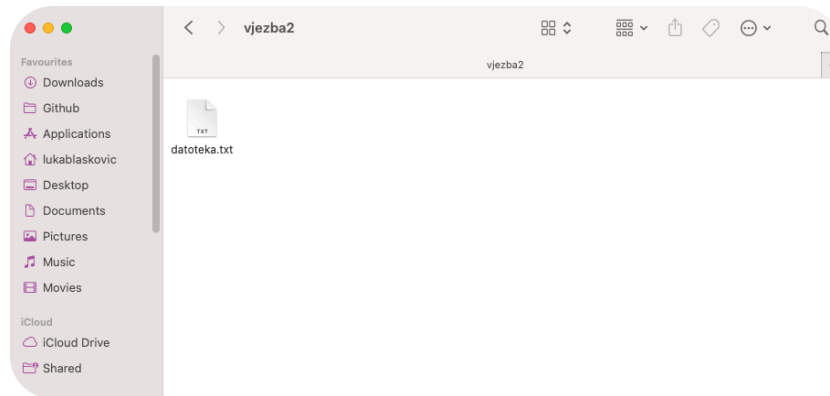 vjezba2
Favourites
Downloads
Github
Applications
lukablaskovic
Desktop
Documents
Pictures
Music
Movies
iCloud
iCloud Drive
Shared
vjezba2
TXT
datoteka.txt